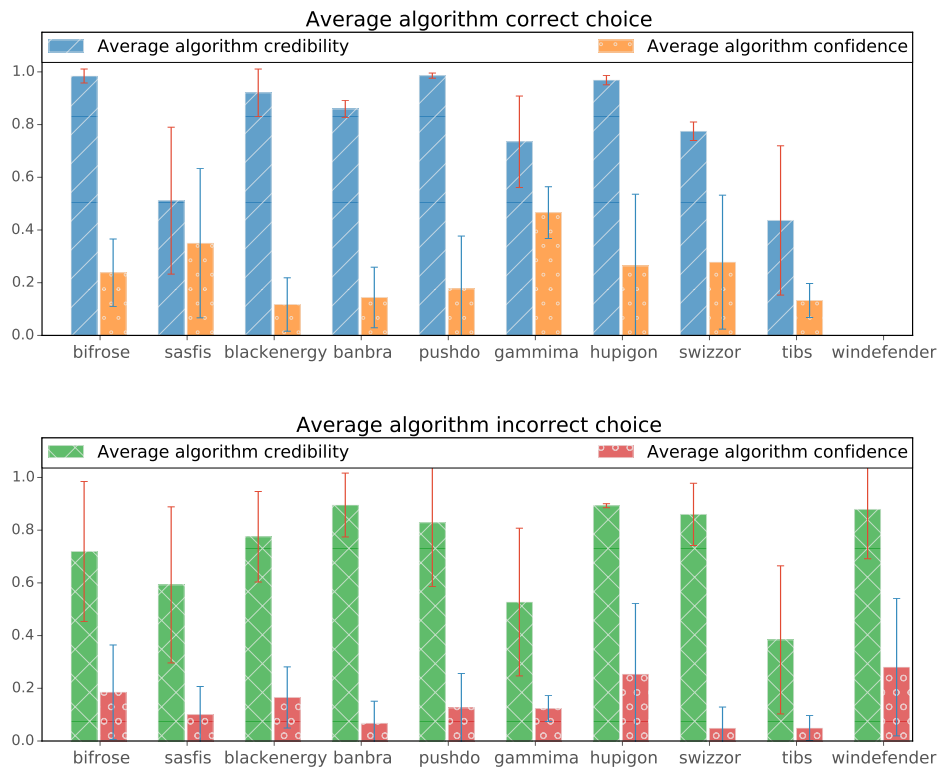 Average algorithm correct choice
Average algorithm credibility Average algorithm confidence
1.0
0.8
0.6
0.4
0.2
0.0
bifrose sasfis blackenergy banbra pushdo gammima hupigon swizzor tibs windefender
Average algorithm incorrect choice
Average algorithm credibility Average algorithm confidence
1.0
0.8
0.6
0.4
0.2
0.0
bifrose sasfis blackenergy banbra pushdo gammima hupigon swizzor tibs windefender